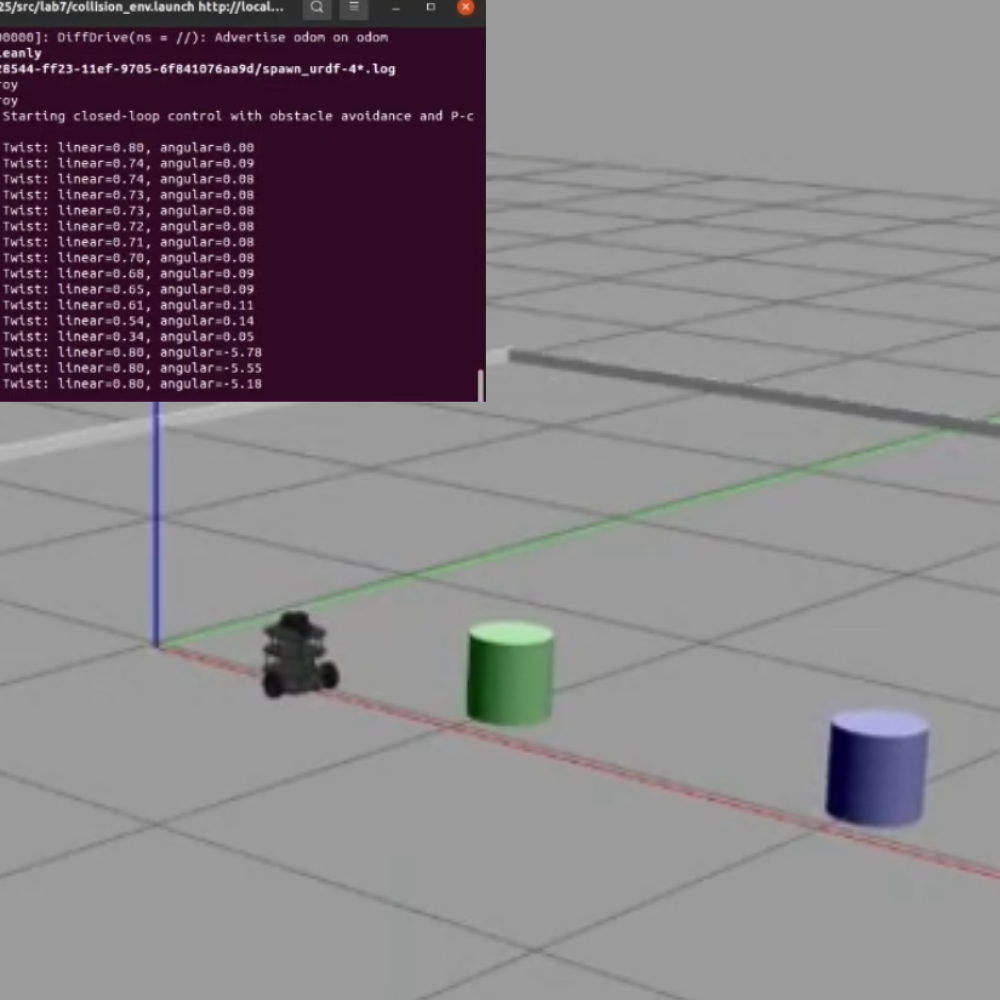 25/src/lab7/collision_env.launch http://local...
00000]: DiffDrive(ns = //): Advertise odom on odom
leanly
28544-ff23-11ef-9705-6f841076aa9d/spawn_urdf-4*.log
roy
roy
Starting closed-loop control with obstacle avoidance and P-c
Twist: linear=0.80, angular=0.00
Twist: linear=0.74, angular=0.09
Twist: linear=0.74, angular=0.08
Twist: linear=0.73, angular=0.08
Twist: linear=0.73, angular=0.08
Twist: linear=0.72, angular=0.08
Twist: linear=0.71, angular=0.08
Twist: linear=0.70, angular=0.08
Twist: linear=0.68, angular=0.09
Twist: linear=0.65, angular=0.09
Twist: linear=0.61, angular=0.11
Twist: linear=0.54, angular=0.14
Twist: linear=0.34, angular=0.05
Twist: linear=0.80, angular=-5.78
Twist: linear=0.80, angular=-5.55
Twist: linear=0.80, angular=-5.18